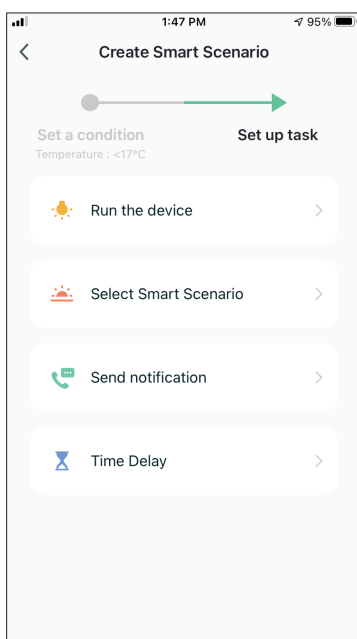 1:47 PM
95%
Create Smart Scenario
Set a condition
Set up task
Temperature : <17°C
Run the device
Select Smart Scenario
Send notification
Time Delay